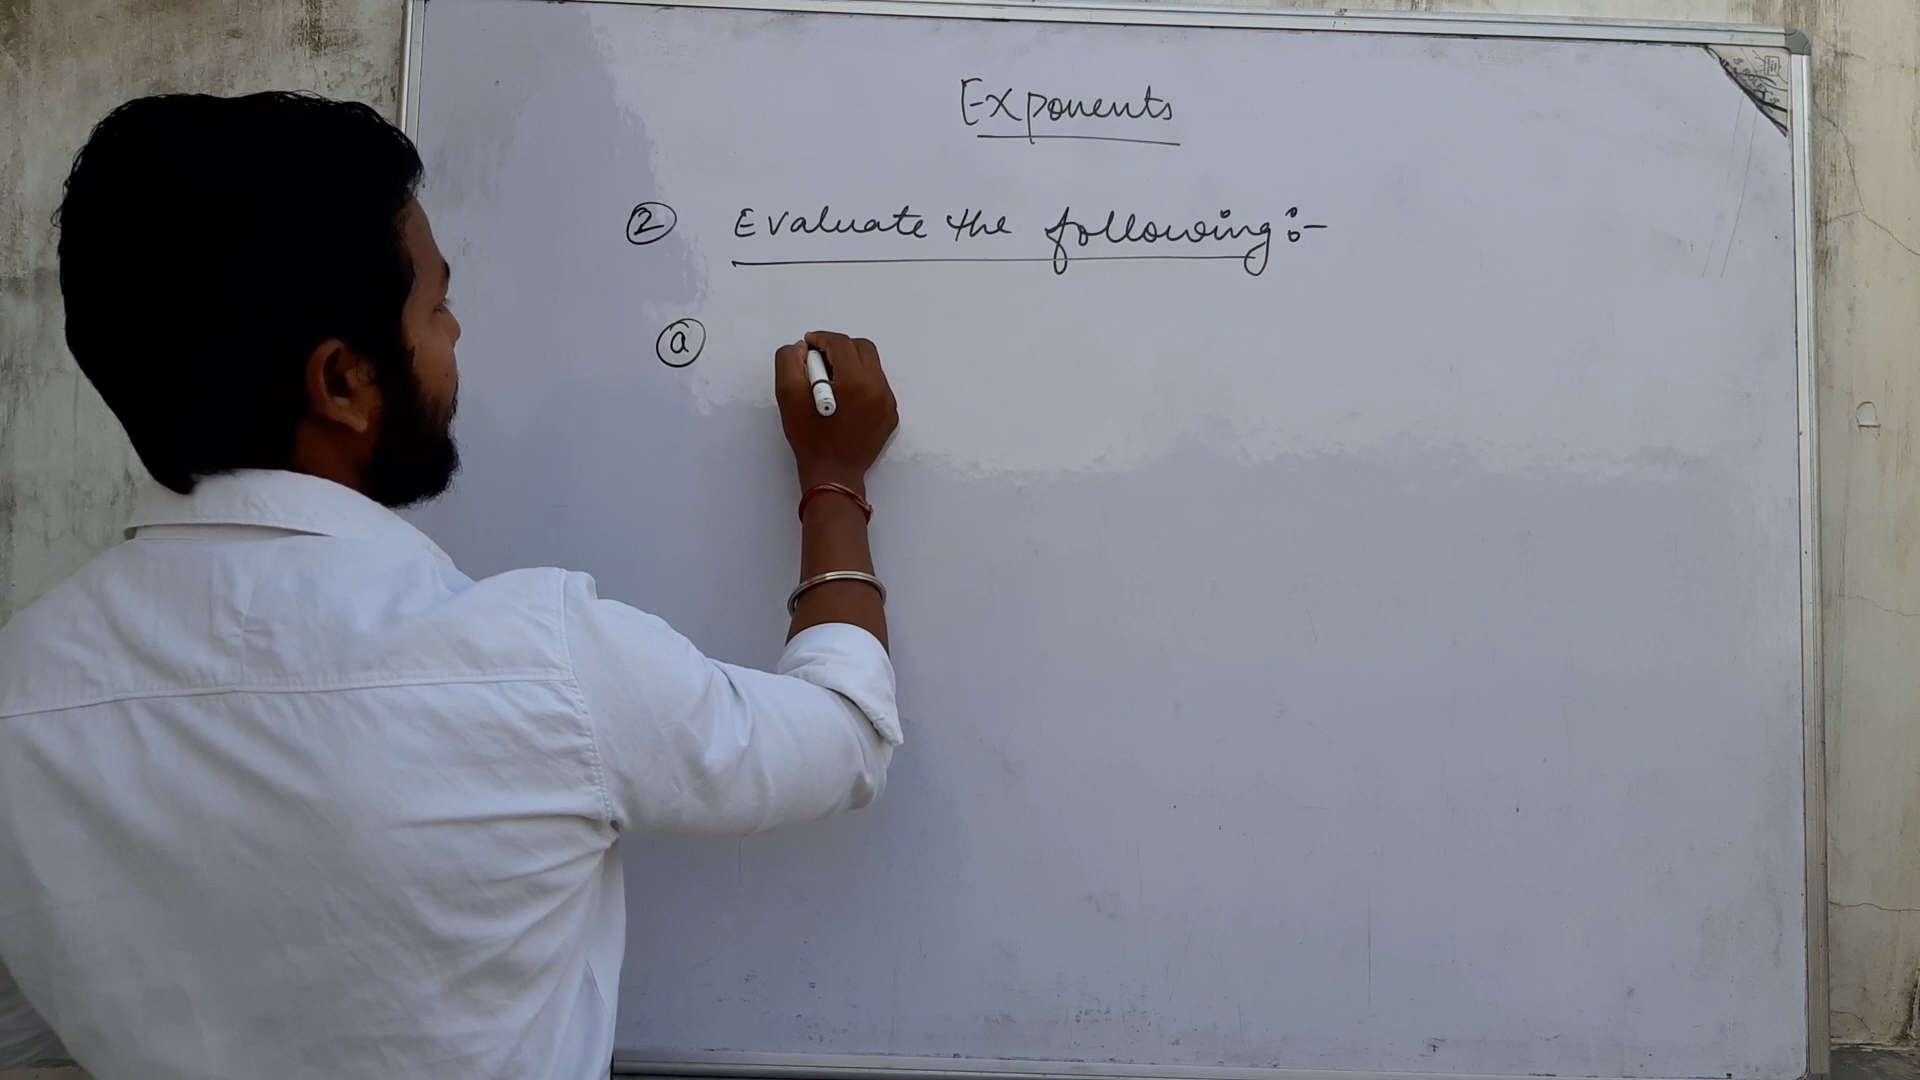 Exponents
② Evaluate the following :-
ⓐ